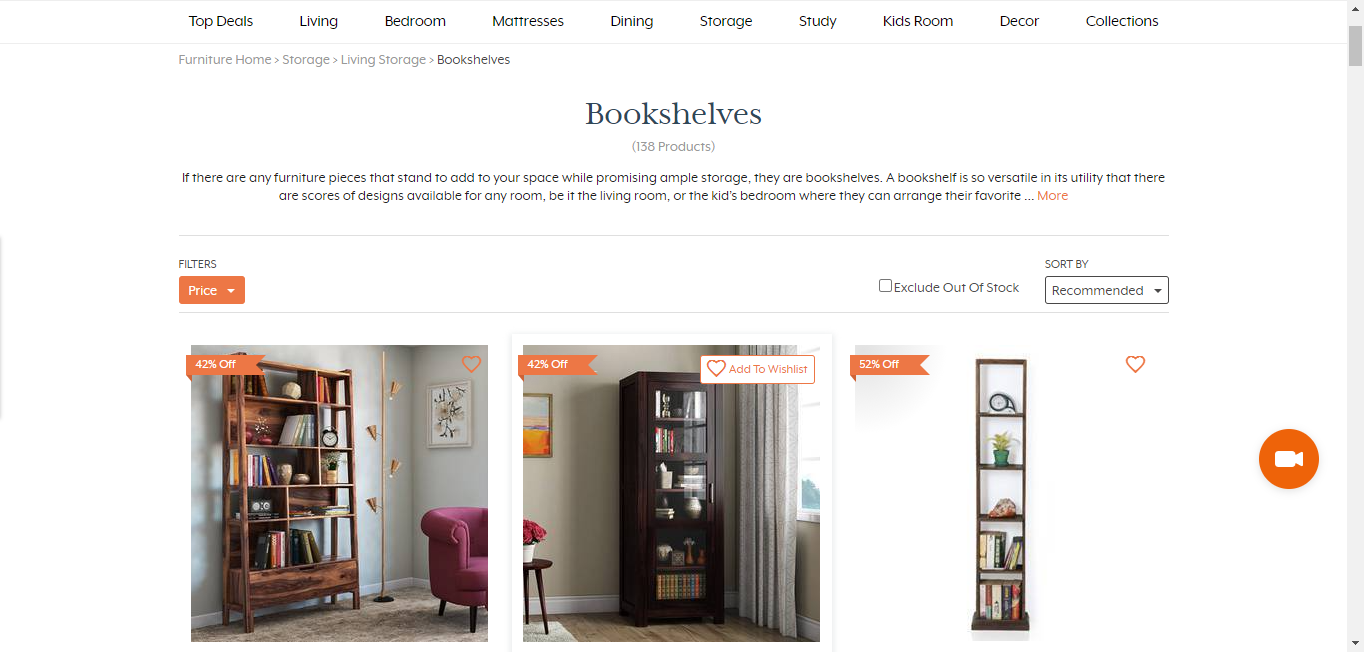 Top Deals Living Bedroom Mattresses Dining Storage Study Kids Room Decor Collections
Furniture Home > Storage > Living Storage > Bookshelves
Bookshelves
(138 Products)
If there are any furniture pieces that stand to add to your space while promising ample storage, they are bookshelves. A bookshelf is so versatile in its utility that there
are scores of designs available for any room, be it the living room, or the kid's bedroom where they can arrange their favorite ... More
FILTERS
Price
Exclude Out Of Stock
SORT BY
Recommended
42% Off
42% Off
Add To Wishlist
52% Off